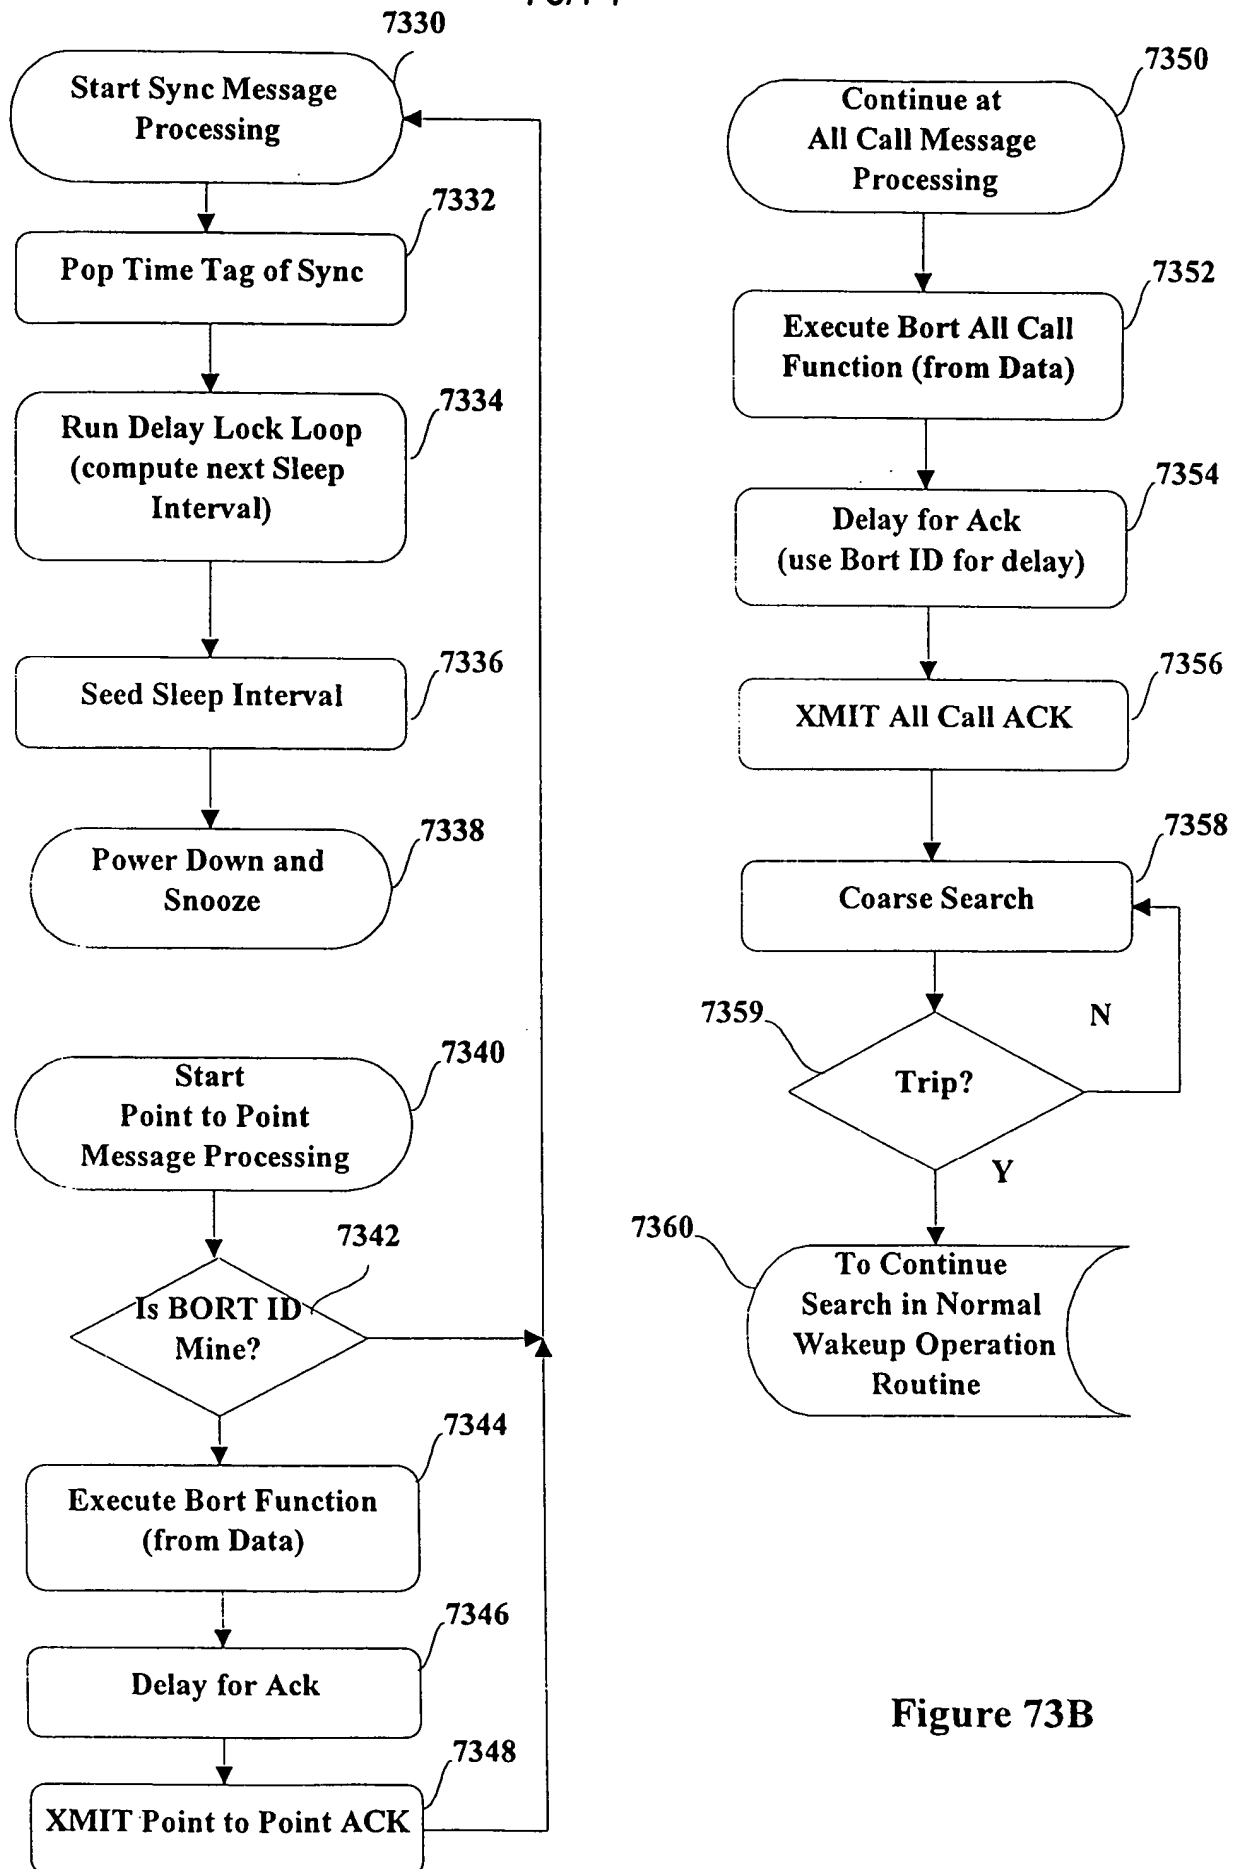 7330
Start Sync Message
Processing
7332
Pop Time Tag of Sync
7334
Run Delay Lock Loop
(compute next Sleep
Interval)
7336
Seed Sleep Interval
7338
Power Down and
Snooze
7340
Start
Point to Point
Message Processing
7342
Is BORT ID
Mine?
7344
Execute Bort Function
(from Data)
7346
Delay for Ack
7348
XMIT Point to Point ACK
7350
Continue at
All Call Message
Processing
7352
Execute Bort All Call
Function (from Data)
7354
Delay for Ack
(use Bort ID for delay)
7356
XMIT All Call ACK
7358
Coarse Search
7359
N
Trip?
Y
7360
To Continue
Search in Normal
Wakeup Operation
Routine
Figure 73B